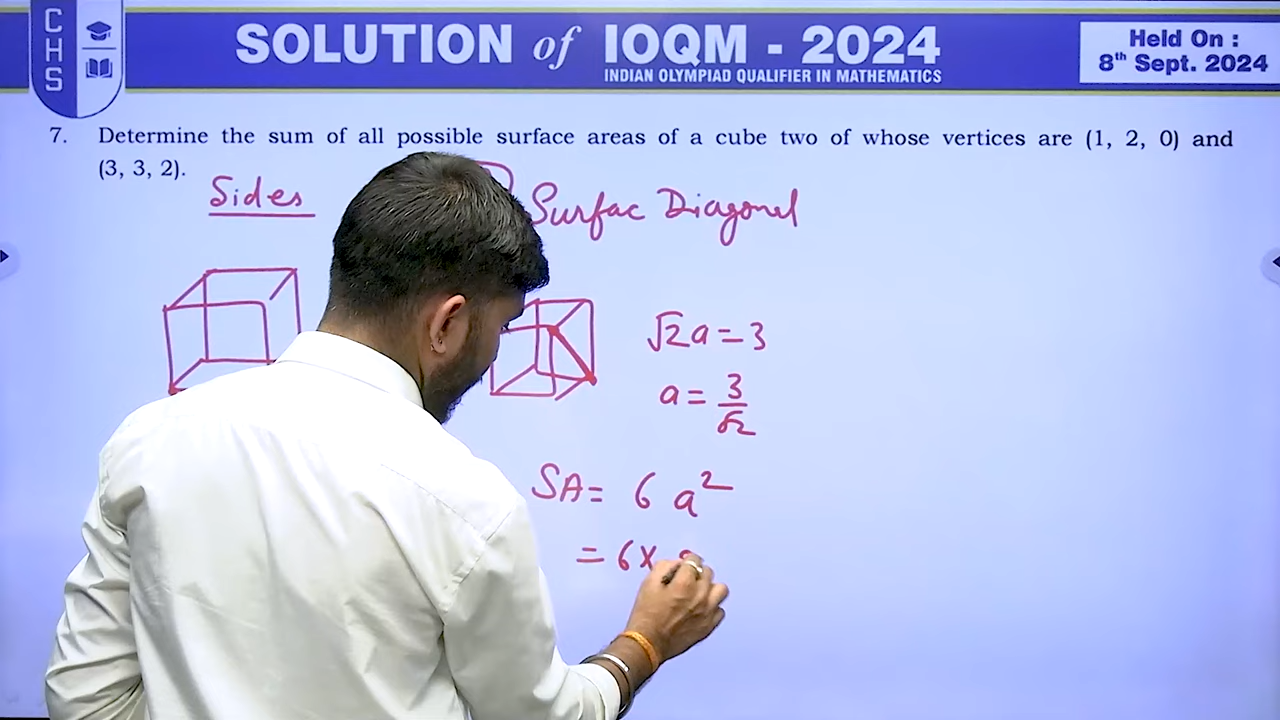 CHS
SOLUTION of IOQM - 2024
INDIAN OLYMPIAD QUALIFIER IN MATHEMATICS
Held On :
8th Sept. 2024
7. Determine the sum of all possible surface areas of a cube two of whose vertices are (1, 2, 0) and
(3, 3, 2).
Sides
Surfac Diagonal
√2a = 3
a = 3/√2
SA = 6 a²
= 6 x